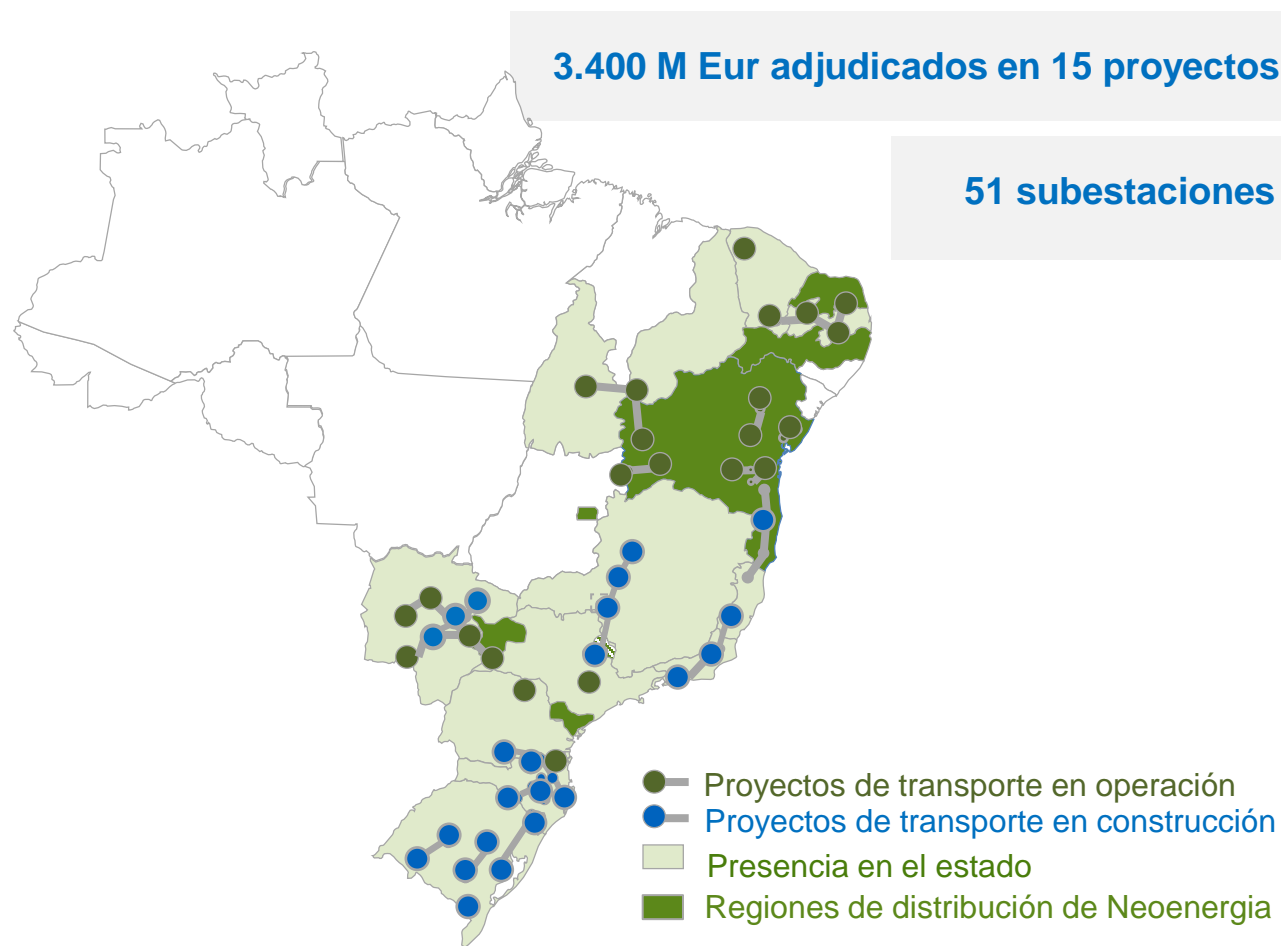 3.400 M Eur adjudicados en 15 proyectos
51 subestaciones
Proyectos de transporte en operación
Proyectos de transporte en construcción
Presencia en el estado
Regiones de distribución de Neoenergia